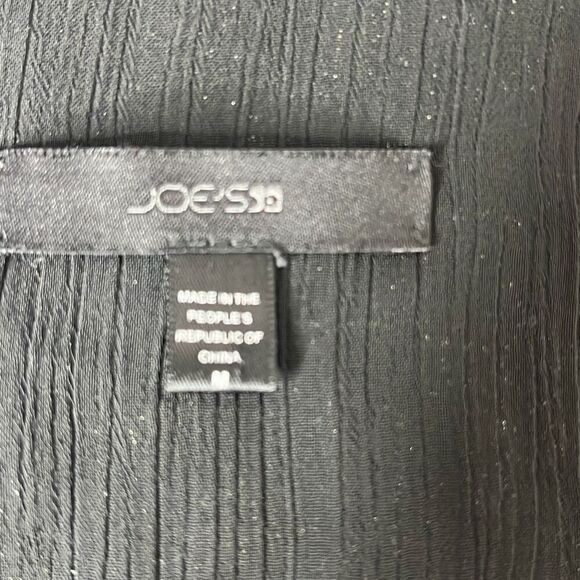 JOE'S
MADE IN THE
PEOPLE'S
REPUBLIC OF
CHINA
M